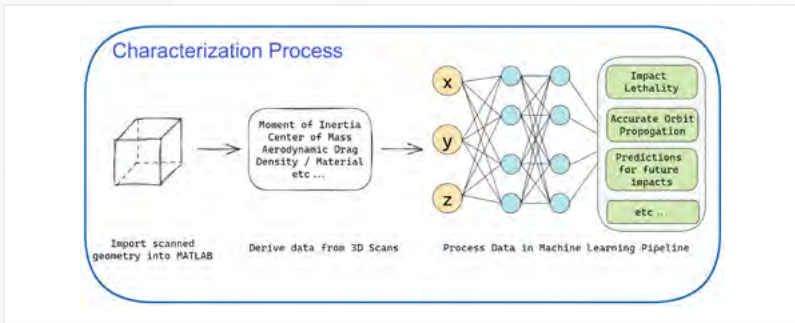 Characterization Process
Moment of Inertia
Center of Mass
Aerodynamic Drag
Density / Material
etc...
x
y
z
Impact
Lethality
Accurate Orbit
Propogation
Predictions
for future
impacts
etc..
Import scanned
geometry into MATLAB
Derive data from 3D Scans
Process Data in Machine Learning Pipeline